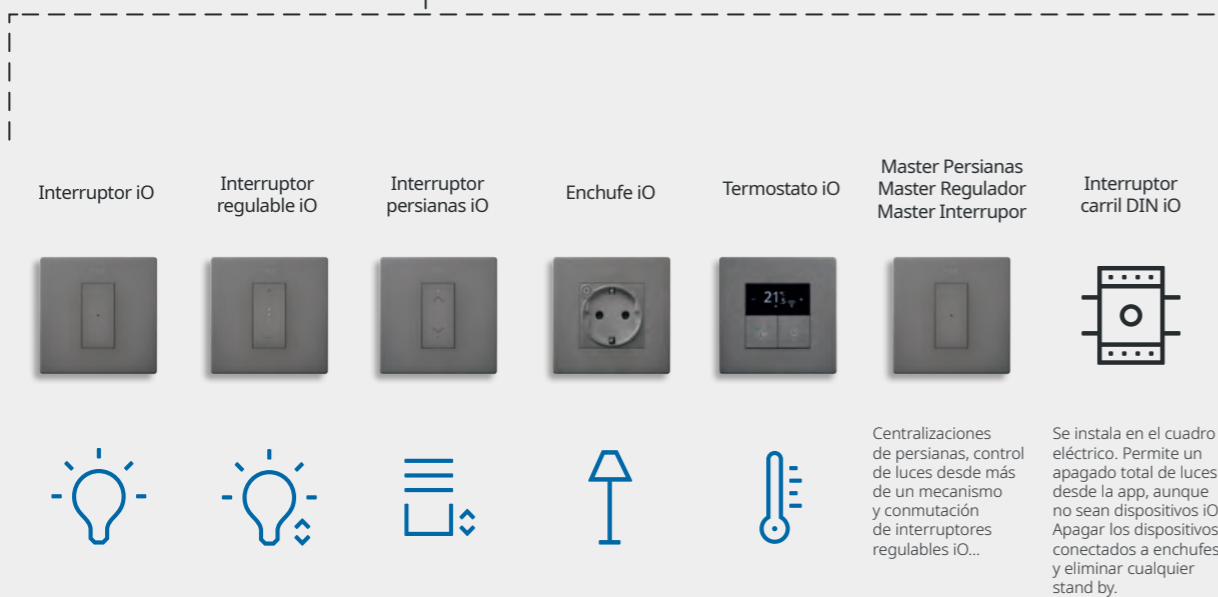 Interruptor iO
Interruptor
regulable iO
Interruptor
persianas iO
Enchufe iO
Termostato iO
Master Persianas
Master Regulador
Master Interrupor
Interruptor
carril DIN iO
21
Centralizaciones
de persianas, control
de luces desde más
de un mecanismo
y conmutación
de interruptores
regulables iO...
Se instala en el cuadro
eléctrico. Permite un
apagado total de luces
desde la app, aunque
no sean dispositivos iO
Apagar los dispositivos
conectados a enchufes
y eliminar cualquier
stand by.